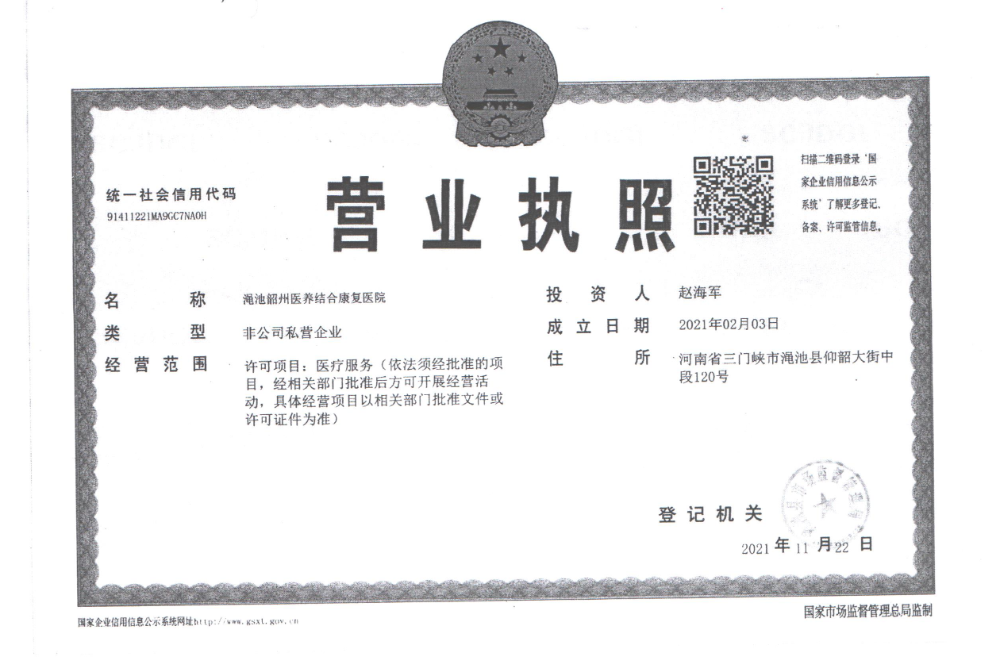 统一社会信用代码
91411221MA9GC7NA0H
营业执照
扫描二维码登录‘国
家企业信用信息公示
系统’了解更多登记、
备案、许可监管信息。
名称 渑池韶州医养结合康复医院
类型 非公司私营企业
经营范围 许可项目：医疗服务（依法须经批准的项
目，经相关部门批准后方可开展经营活
动，具体经营项目以相关部门批准文件或
许可证件为准）
投资人 赵海军
成立日期 2021年02月03日
住所 河南省三门峡市渑池县仰韶大街中
段120号
登记机关
2021 年 11 月 22 日
国家企业信用信息公示系统网址http://www.gsxt.gov.cn
国家市场监督管理总局监制